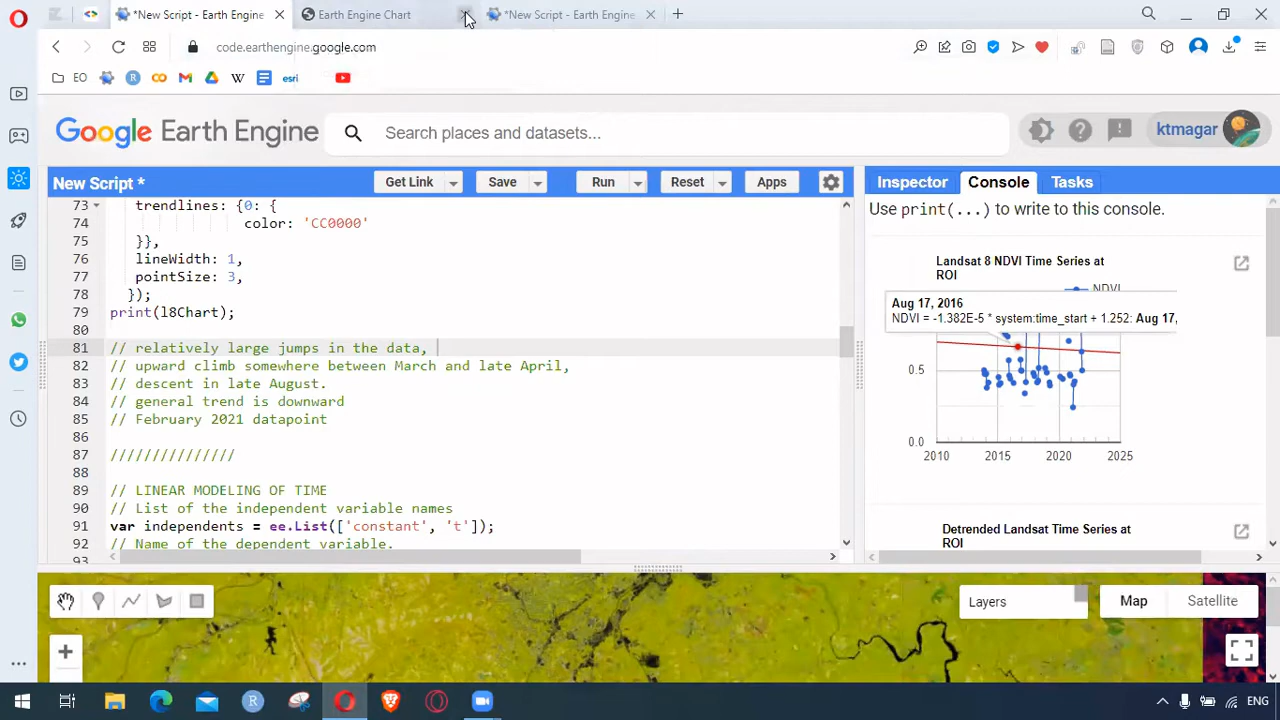 *New Script - Earth Engine
Earth Engine Chart
*New Script - Earth Engine
code.earthengine.google.com
EO
esri
Google Earth Engine
Search places and datasets...
ktmagar
New Script *
Get Link
Save
Run
Reset
Apps
Inspector
Console
Tasks
73 trendlines: {0: {
74 color: 'CC0000'
75 }},
76 lineWidth: 1,
77 pointSize: 3,
78 });
79 print(l8Chart);
80
81 // relatively large jumps in the data,
82 // upward climb somewhere between March and late April,
83 // descent in late August.
84 // general trend is downward
85 // February 2021 datapoint
86
87 ///////////////
88
89 // LINEAR MODELING OF TIME
90 // List of the independent variable names
91 var independents = ee.List(['constant', 't']);
92 // Name of the dependent variable.
93
Use print(...) to write to this console.
Landsat 8 NDVI Time Series at
ROI
NDVI
Aug 17, 2016
NDVI = -1.382E-5 * system:time_start + 1.252: Aug 17,
0.5
0.0
2010 2015 2020 2025
Detrended Landsat Time Series at
ROI
Layers
Map
Satellite
ENG